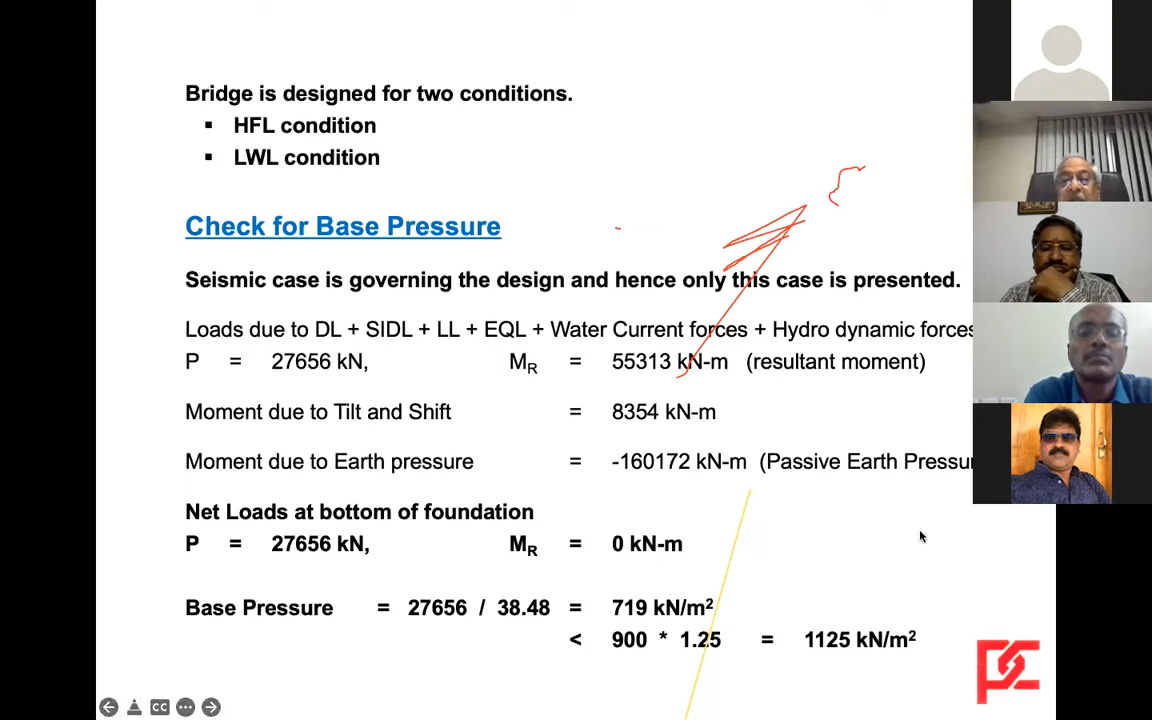 Bridge is designed for two conditions.
▪ HFL condition
▪ LWL condition
Check for Base Pressure
Seismic case is governing the design and hence only this case is presented.
Loads due to DL + SIDL + LL + EQL + Water Current forces + Hydro dynamic forces
P = 27656 kN, MR = 55313 kN-m (resultant moment)
Moment due to Tilt and Shift = 8354 kN-m
Moment due to Earth pressure = -160172 kN-m (Passive Earth Pressur
Net Loads at bottom of foundation
P = 27656 kN, MR = 0 kN-m
Base Pressure = 27656 / 38.48 = 719 kN/m²
< 900 * 1.25 = 1125 kN/m²
CC